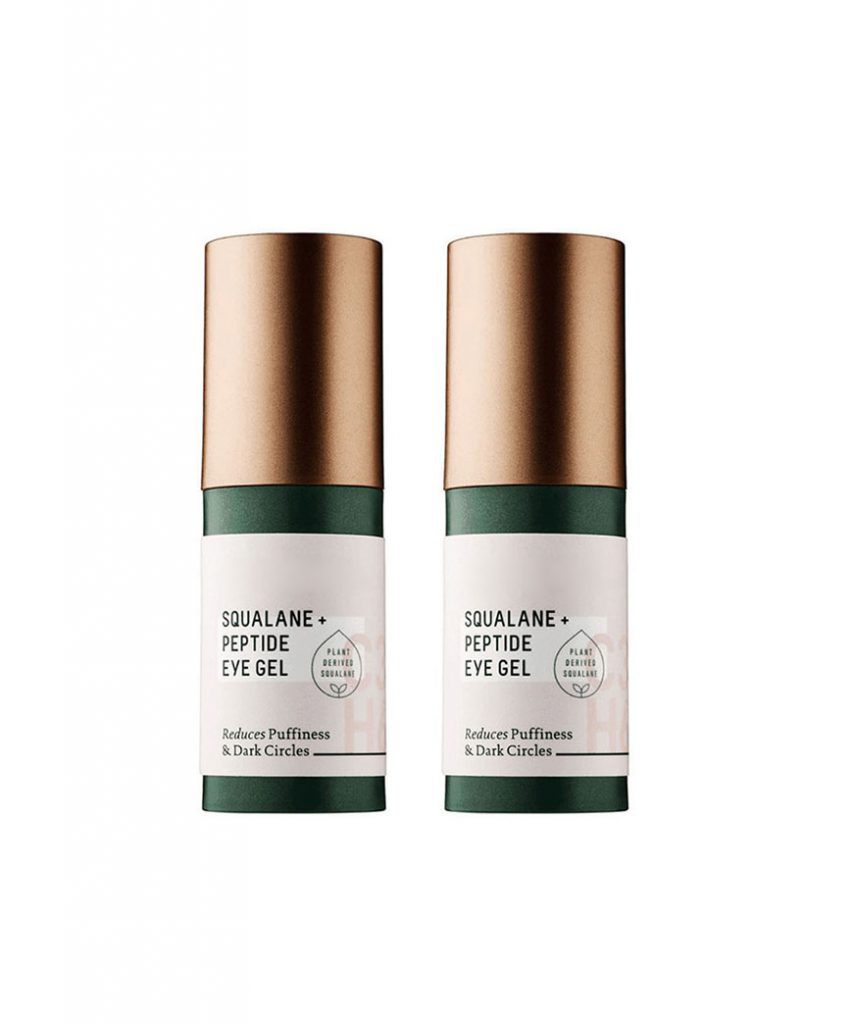 SQUALANE +
PEPTIDE
EYE GEL
PLANT
DERIVED
SQUALANE
Reduces Puffiness
& Dark Circles
SQUALANE +
PEPTIDE
EYE GEL
PLANT
DERIVED
SQUALANE
Reduces Puffiness
& Dark Circles